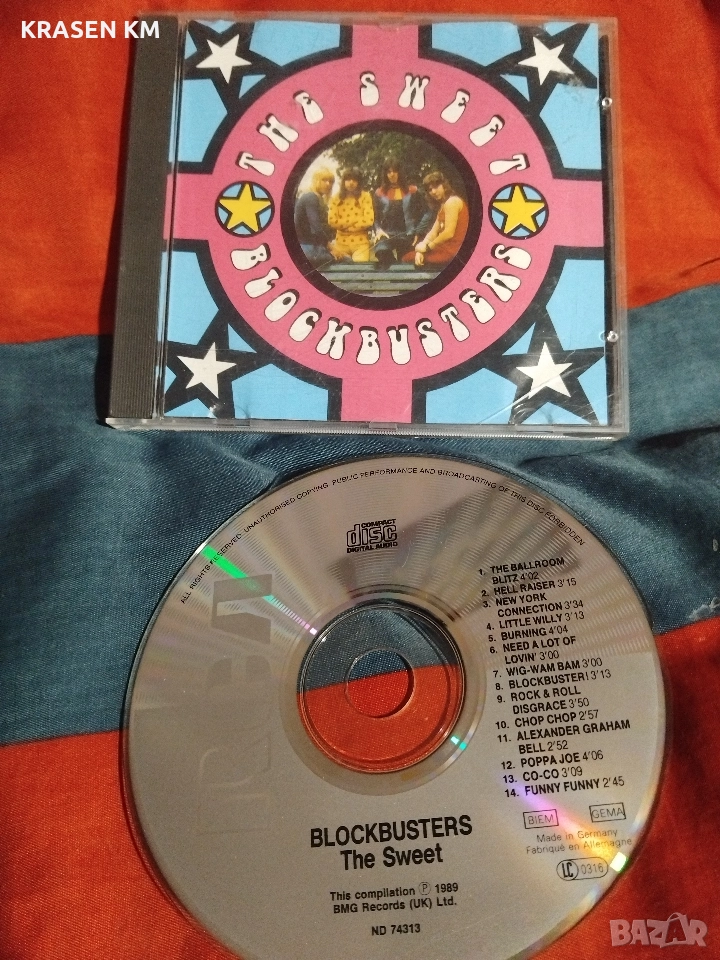 KRASEN KM
THE SWEET
BLOCKBUSTERS
ALL RIGHTS RESERVED. UNAUTHORISED COPYING, PUBLIC PERFORMANCE AND BROADCASTING OF THIS DISC FORBIDDEN
COMPACT
disc
DIGITAL AUDIO
RCA
1. THE BALLROOM
BLITZ 4'02
2. HELL RAISER 3'15
3. NEW YORK
CONNECTION 3'34
4. LITTLE WILLY 3'13
5. BURNING 4'04
6. NEED A LOT OF
LOVIN' 3'00
7. WIG-WAM BAM 3'00
8. BLOCKBUSTER! 3'13
9. ROCK & ROLL
DISGRACE 3'50
10. CHOP CHOP 2'57
11. ALEXANDER GRAHAM
BELL 2'52
12. POPPA JOE 4'06
13. CO-CO 3'09
14. FUNNY FUNNY 2'45
BIEM GEMA
Made in Germany
Fabriqué en Allemagne
LC 0316
BLOCKBUSTERS
The Sweet
This compilation ℗ 1989
BMG Records (UK) Ltd.
ND 74313
BAZAR